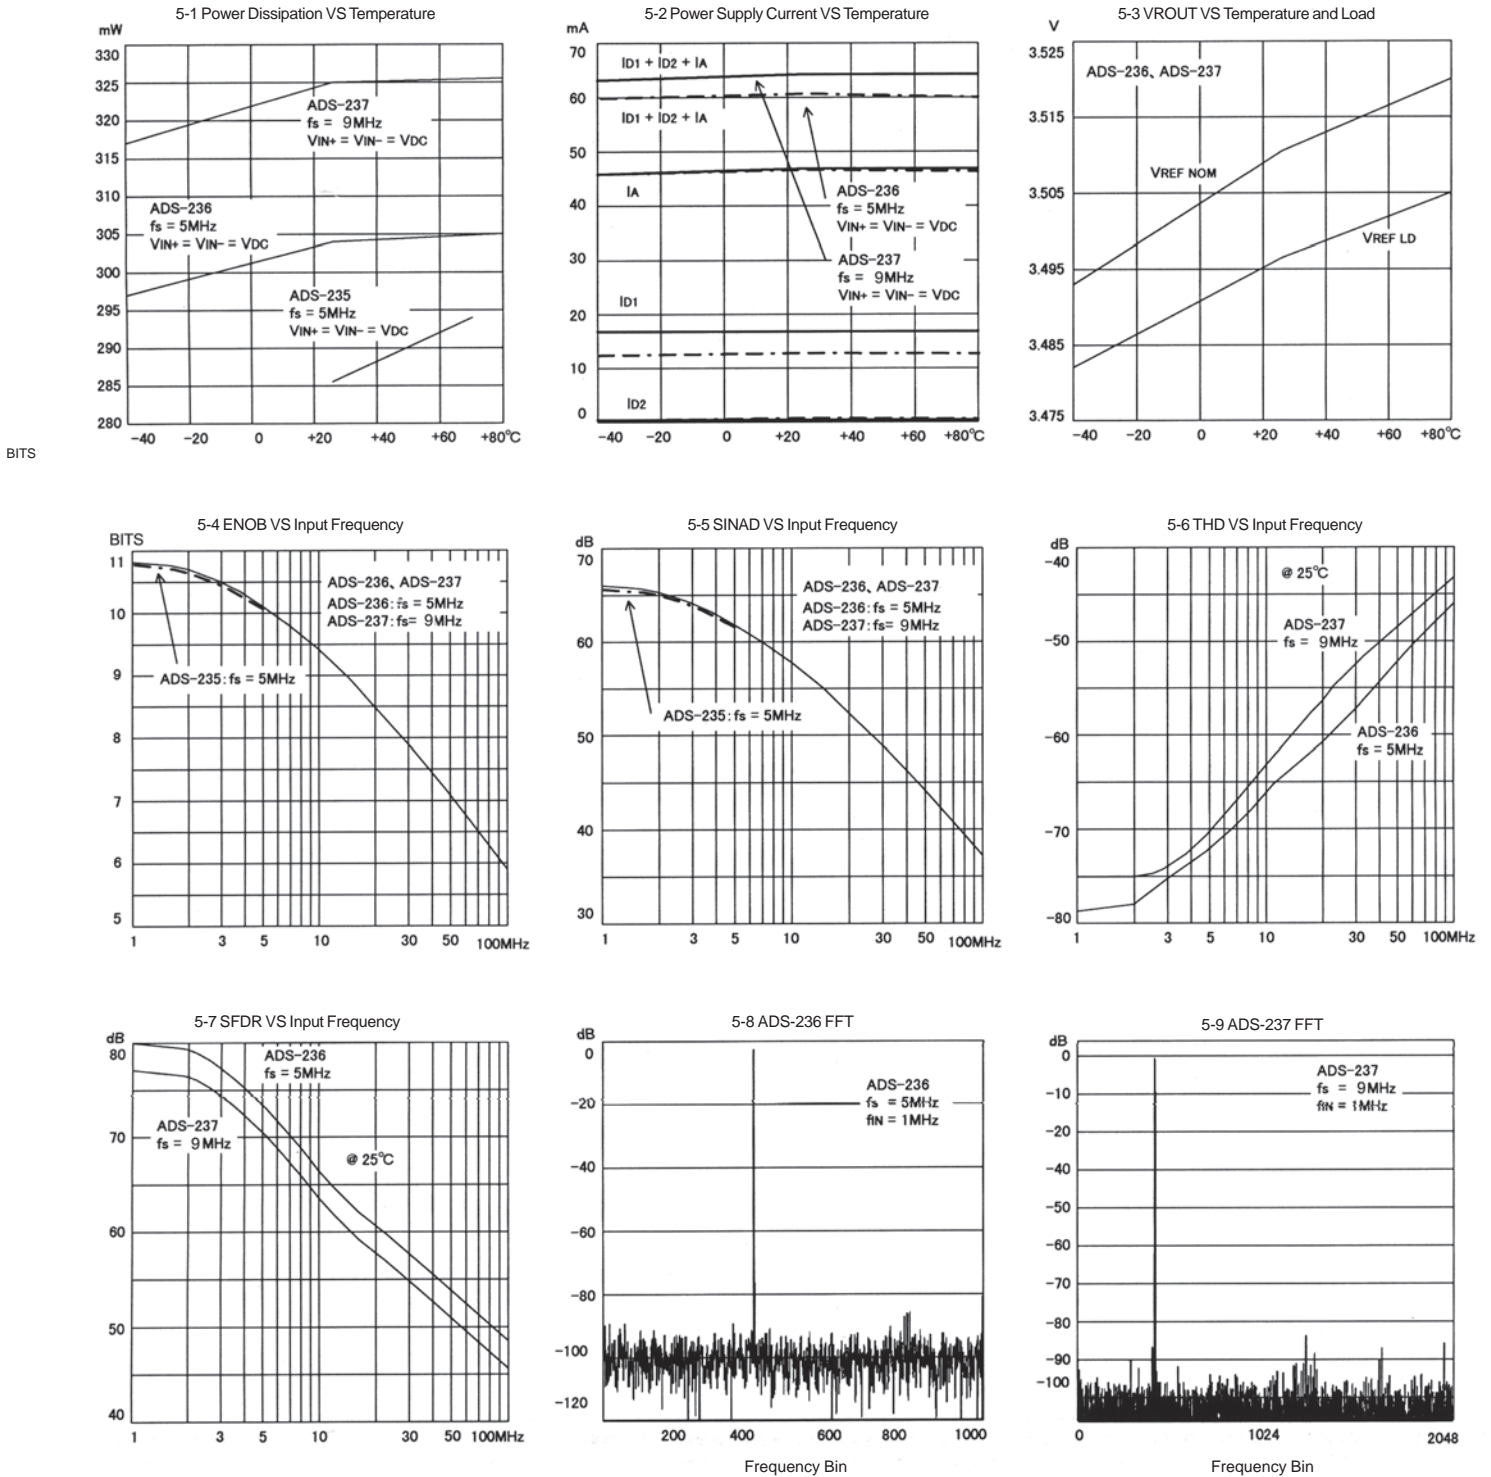 5-1 Power Dissipation VS Temperature
mW
330
325
320
315
310
305
300
295
290
285
280
ADS-237
fs = 9MHz
VIN+ = VIN- = VDC
ADS-236
fs = 5MHz
VIN+ = VIN- = VDC
ADS-235
fs = 5MHz
VIN+ = VIN- = VDC
-40 -20 0 +20 +40 +60 +80°C
5-2 Power Supply Current VS Temperature
mA
70
60
50
40
30
20
10
0
ID1 + ID2 + IA
ID1 + ID2 + IA
IA
ADS-236
fs = 5MHz
VIN+ = VIN- = VDC
ADS-237
fs = 9MHz
VIN+ = VIN- = VDC
ID1
ID2
-40 -20 0 +20 +40 +60 +80°C
5-3 VROUT VS Temperature and Load
V
3.525
3.515
3.505
3.495
3.485
3.475
ADS-236、ADS-237
VREF NOM
VREF LD
-40 -20 0 +20 +40 +60 +80°C
BITS
5-4 ENOB VS Input Frequency
BITS
11
10
9
8
7
6
5
ADS-236、ADS-237
ADS-236: fs = 5MHz
ADS-237: fs= 9MHz
ADS-235: fs = 5MHz
1 3 5 10 30 50 100MHz
5-5 SINAD VS Input Frequency
dB
70
60
50
40
30
ADS-236、ADS-237
ADS-236: fs = 5MHz
ADS-237: fs= 9MHz
ADS-235: fs = 5MHz
1 3 5 10 30 50 100MHz
5-6 THD VS Input Frequency
dB
-40
-50
-60
-70
-80
@ 25°C
ADS-237
fs = 9MHz
ADS-236
fs = 5MHz
1 3 5 10 30 50 100MHz
5-7 SFDR VS Input Frequency
dB
80
70
60
50
40
ADS-236
fs = 5MHz
ADS-237
fs = 9MHz
@ 25°C
1 3 5 10 30 50 100MHz
5-8 ADS-236 FFT
dB
0
-20
-40
-60
-80
-100
-120
ADS-236
fs = 5MHz
fIN = 1MHz
200 400 600 800 1000
Frequency Bin
5-9 ADS-237 FFT
dB
0
-10
-20
-30
-40
-50
-60
-70
-80
-90
-100
ADS-237
fs = 9MHz
fIN = 1MHz
0 1024 2048
Frequency Bin